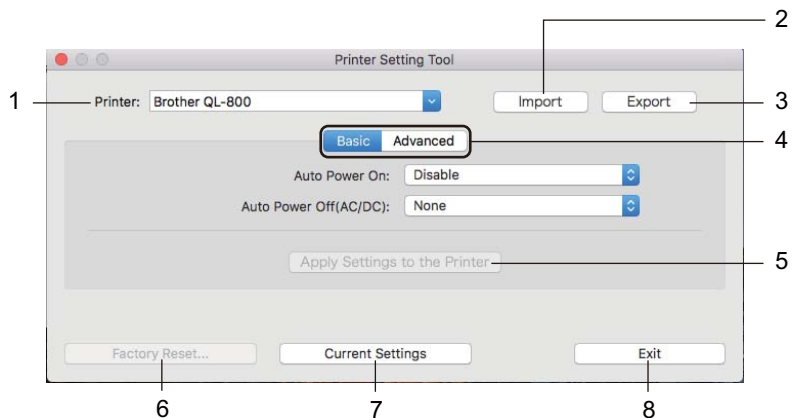 2
Printer Setting Tool
1 Printer: Brother QL-800 Import Export 3
Basic Advanced 4
Auto Power On: Disable
Auto Power Off(AC/DC): None
Apply Settings to the Printer 5
Factory Reset... Current Settings Exit
6 7 8